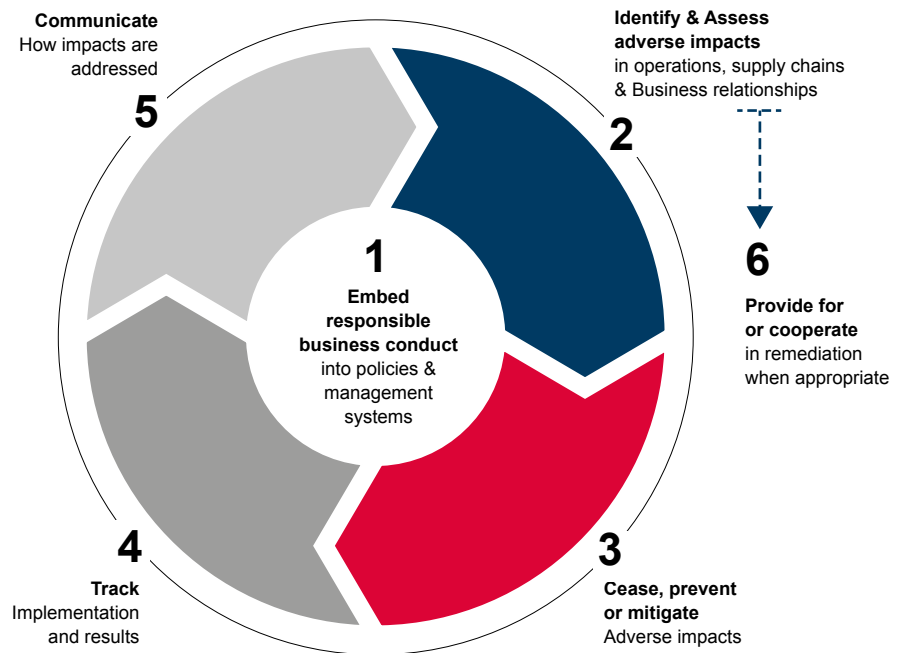 1
Embed
responsible
business conduct
into policies &
management
systems
2
Identify & Assess
adverse impacts
in operations, supply chains
& Business relationships
3
Cease, prevent
or mitigate
Adverse impacts
4
Track
Implementation
and results
5
Communicate
How impacts are
addressed
6
Provide for
or cooperate
in remediation
when appropriate